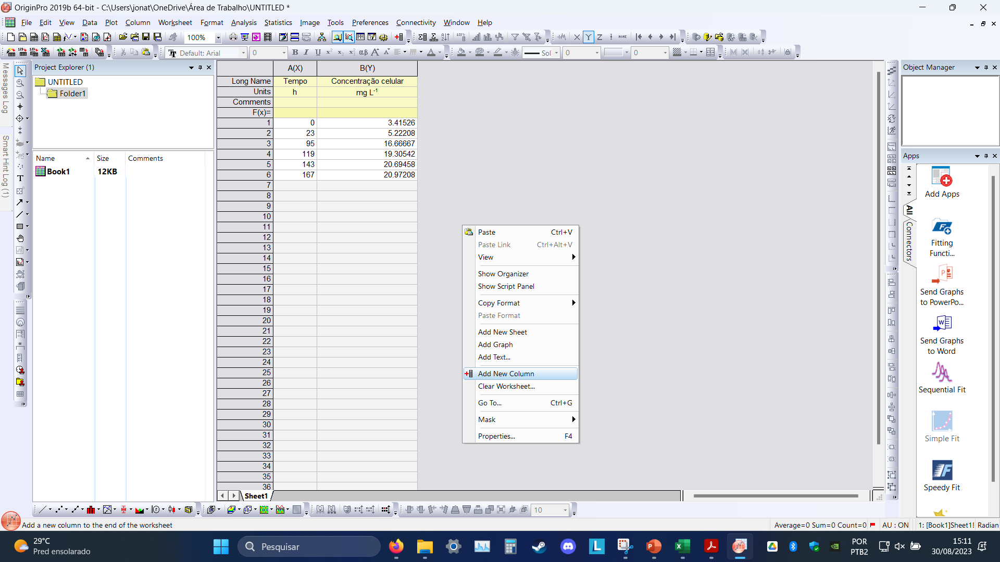 OriginPro 2019b 64-bit - C:\Users\jonat\OneDrive\Área de Trabalho\UNTITLED *
File Edit View Data Plot Column Worksheet Format Analysis Statistics Image Tools Preferences Connectivity Window Help
100%
Default: Arial 0 B I U Sol 0 0
Messages Log
Smart Hint Log (1)
Project Explorer (1)
UNTITLED
Folder1
Name Size Comments
Book1 12KB
A(X) B(Y)
Long Name Tempo Concentração celular
Units h mg L-1
Comments
F(x)=
1 0 3.41526
2 23 5.22208
3 95 16.66667
4 119 19.30542
5 143 20.69458
6 167 20.97208
7
8
9
10
11
12
13
14
15
16
17
18
19
20
21
22
23
24
25
26
27
28
29
30
31
32
33
34
35
36
Sheet1
Paste Ctrl+V
Paste Link Ctrl+Alt+V
View
Show Organizer
Show Script Panel
Copy Format
Paste Format
Add New Sheet
Add Graph
Add Text...
Add New Column
Clear Worksheet...
Go To... Ctrl+G
Mask
Properties... F4
Object Manager
Apps
All
Connectors
Add Apps
Fitting
Functi...
Send Graphs
to PowerPo...
Send Graphs
to Word
Sequential Fit
Simple Fit
Speedy Fit
10
Add a new column to the end of the worksheet
Average=0 Sum=0 Count=0 AU : ON 1: [Book1]Sheet1! Radian
29°C
Pred ensolarado
Pesquisar
POR
PTB2
15:11
30/08/2023